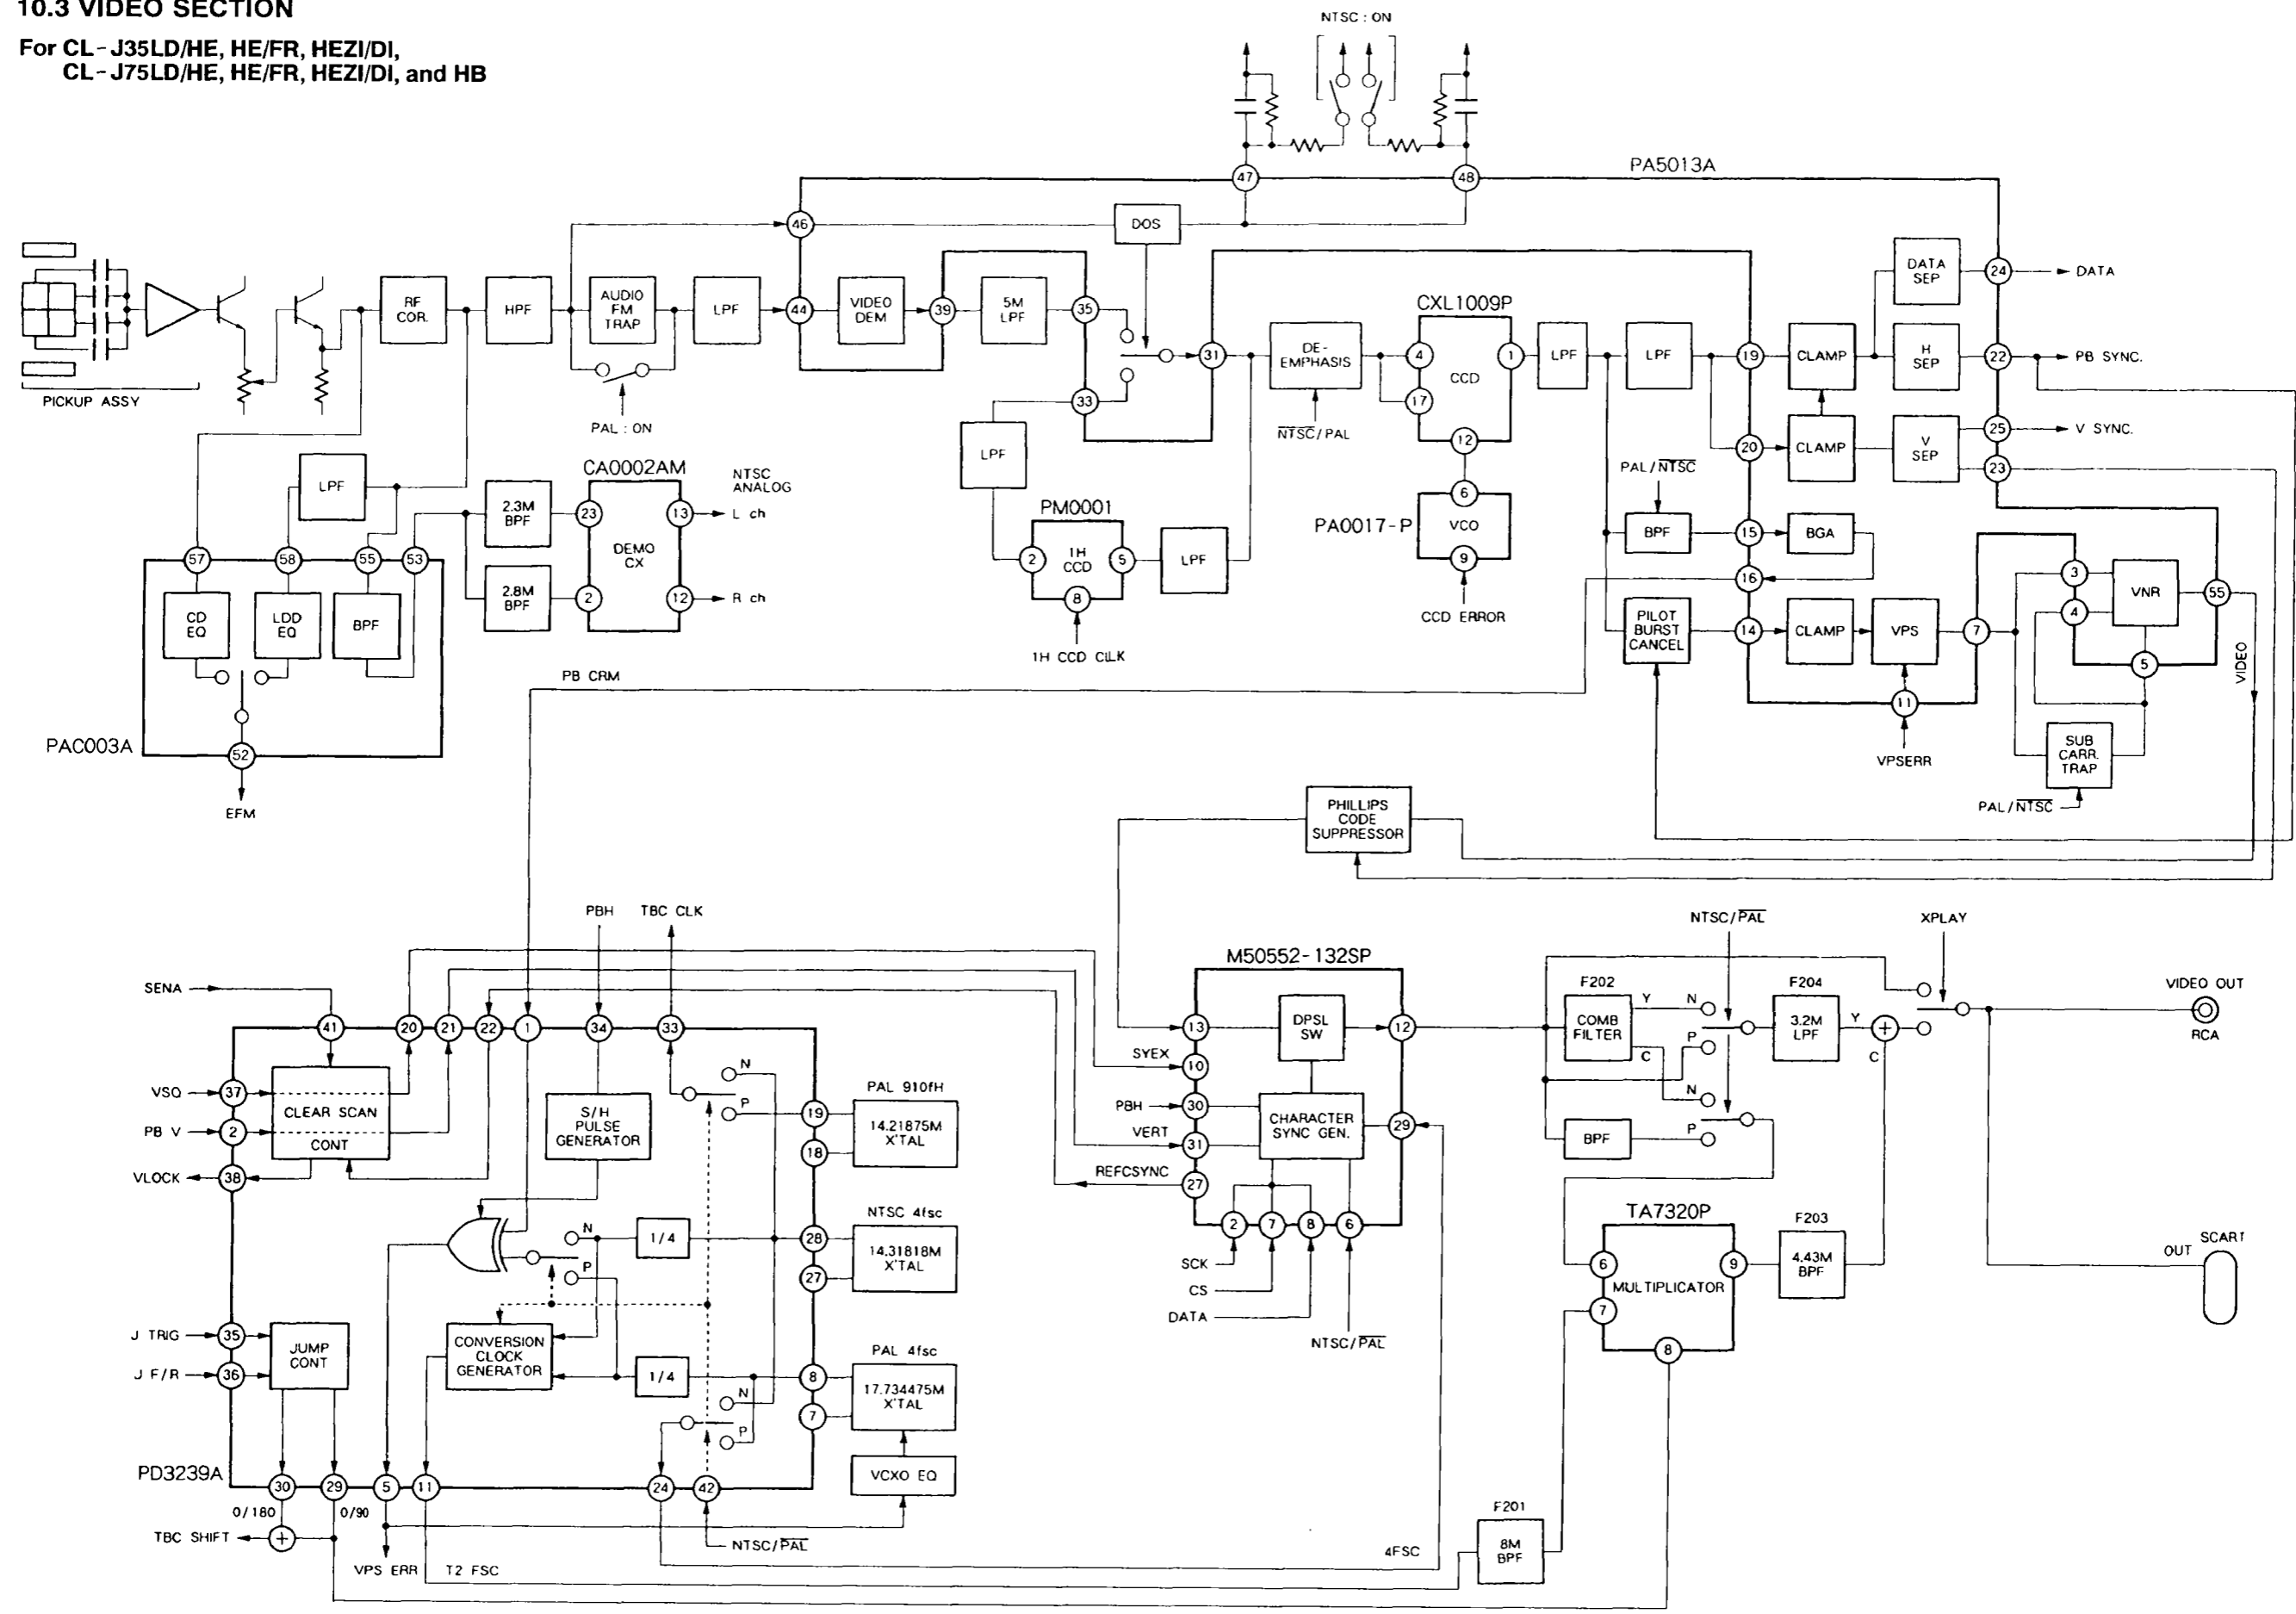 10.3 VIDEO SECTION
For CL-J35LD/HE, HE/FR, HEZI/DI,
CL-J75LD/HE, HE/FR, HEZI/DI, and HB
NTSC : ON
PA5013A
47
48
46
DOS
DATA
SEP
24
DATA
RF
COR.
HPF
AUDIO
FM
TRAP
LPF
44
VIDEO
DEM
39
5M
LPF
35
31
33
PICKUP ASSY
PAL : ON
DE-
EMPHASIS
NTSC/PAL
CXL1009P
4
17
CCD
1
12
LPF
LPF
19
CLAMP
H
SEP
22
PB SYNC.
20
CLAMP
V
SEP
25
V SYNC.
23
LPF
LPF
CA0002AM
NTSC
ANALOG
2.3M
BPF
23
13
L ch
DEMO
CX
2.8M
BPF
2
12
R ch
PM0001
2
1H
CCD
5
8
LPF
1H CCD CILK
PA0017-P
6
VCO
9
CCD ERROR
PAL/NTSC
BPF
15
BGA
16
PILOT
BURST
CANCEL
14
CLAMP
VPS
7
11
VPSERR
3
4
VNR
55
5
VIDEO
SUB
CARR.
TRAP
PAL/NTSC
57
58
55
53
CD
EQ
LDD
EQ
BPF
PAC003A
52
EFM
PB CRM
PHILLIPS
CODE
SUPPRESSOR
PBH
TBC CLK
SENA
41
20
21
22
1
34
33
VSQ
37
PB V
2
CLEAR SCAN
CONT
VLOCK
38
S/H
PULSE
GENERATOR
N
P
19
18
PAL 910fH
14.21875M
X'TAL
N
P
1/4
28
27
NTSC 4fsc
14.31818M
X'TAL
J TRIG
35
J F/R
36
JUMP
CONT
CONVERSION
CLOCK
GENERATOR
1/4
8
7
PAL 4fsc
17.734475M
X'TAL
N
P
VCXO EQ
PD3239A
30
29
5
11
24
42
0/180
0/90
TBC SHIFT
+
VPS ERR
T2 FSC
NTSC/PAL
4FSC
M50552-132SP
13
DPSL
SW
12
SYEX
10
PBH
30
VERT
31
CHARACTER
SYNC GEN.
29
REFCSYNC
27
2
7
8
6
SCK
CS
DATA
NTSC/PAL
NTSC/PAL
XPLAY
F202
COMB
FILTER
Y
C
N
P
N
P
BPF
F204
3.2M
LPF
Y
+
C
VIDEO OUT
RCA
TA7320P
6
7
MULTIPLICATOR
9
8
F203
4.43M
BPF
F201
8M
BPF
OUT
SCART